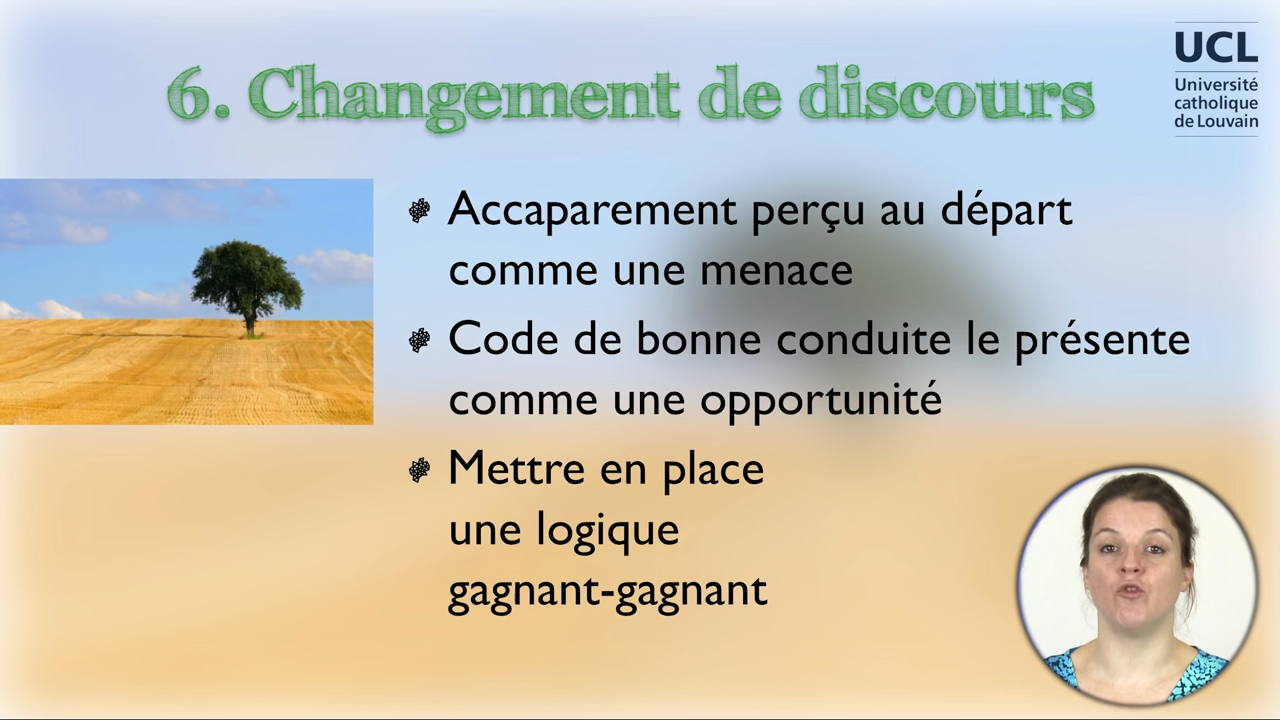 6. Changement de discours
UCL
Université
catholique
de Louvain
Accaparement perçu au départ
comme une menace
Code de bonne conduite le présente
comme une opportunité
Mettre en place
une logique
gagnant-gagnant